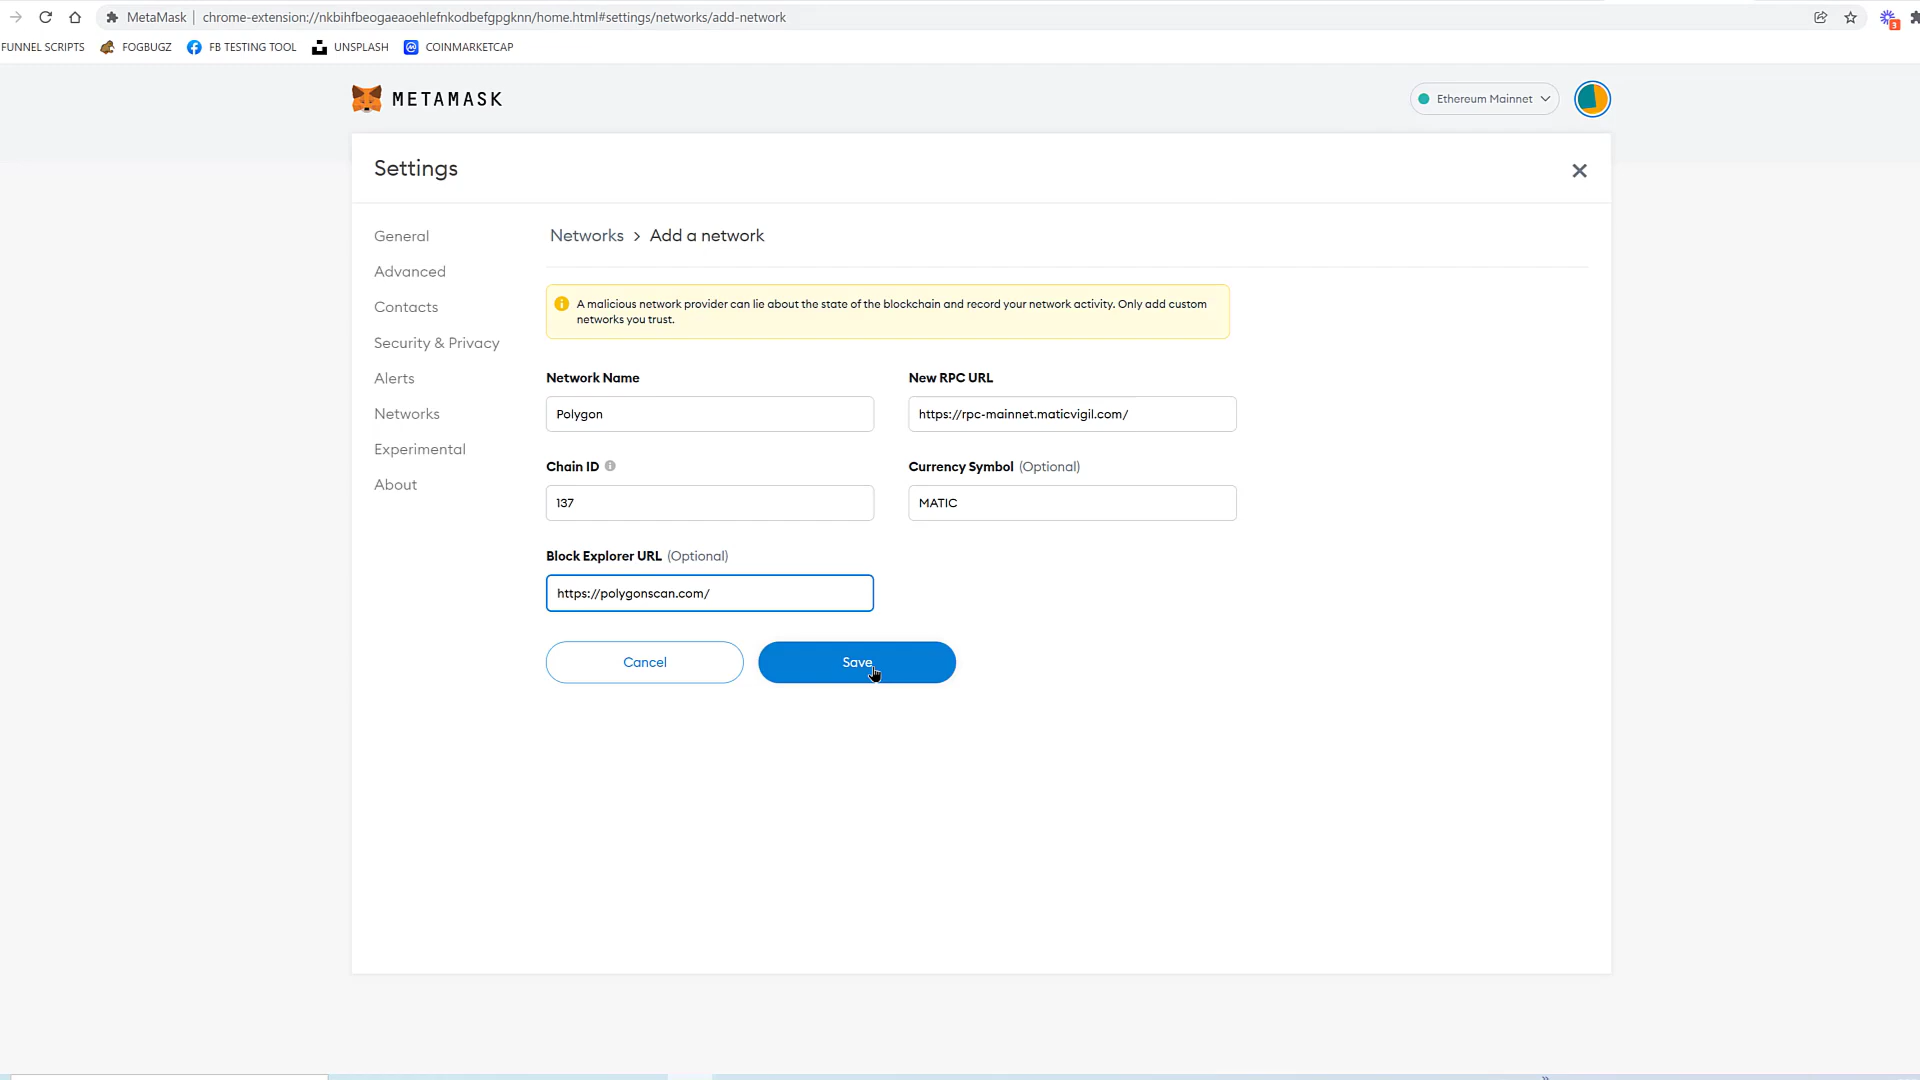 MetaMask chrome-extension://nkbihfbeogaeaoehlefnkodbefgpgknn/home.html#settings/networks/add-network
3
FUNNEL SCRIPTS FOGBUGZ FB TESTING TOOL UNSPLASH COINMARKETCAP
METAMASK
Ethereum Mainnet
Settings
General
Advanced
Contacts
Security & Privacy
Alerts
Networks
Experimental
About
Networks > Add a network
A malicious network provider can lie about the state of the blockchain and record your network activity. Only add custom
networks you trust.
Network Name
Polygon
New RPC URL
https://rpc-mainnet.maticvigil.com/
Chain ID
137
Currency Symbol (Optional)
MATIC
Block Explorer URL (Optional)
https://polygonscan.com/
Cancel
Save